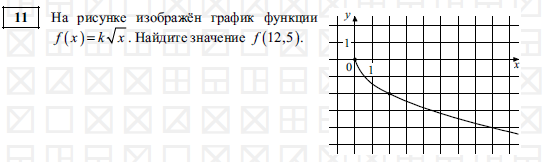 11 На рисунке изображён график функции
f(x)=k√x. Найдите значение f(12,5).
y
1
0 1 x